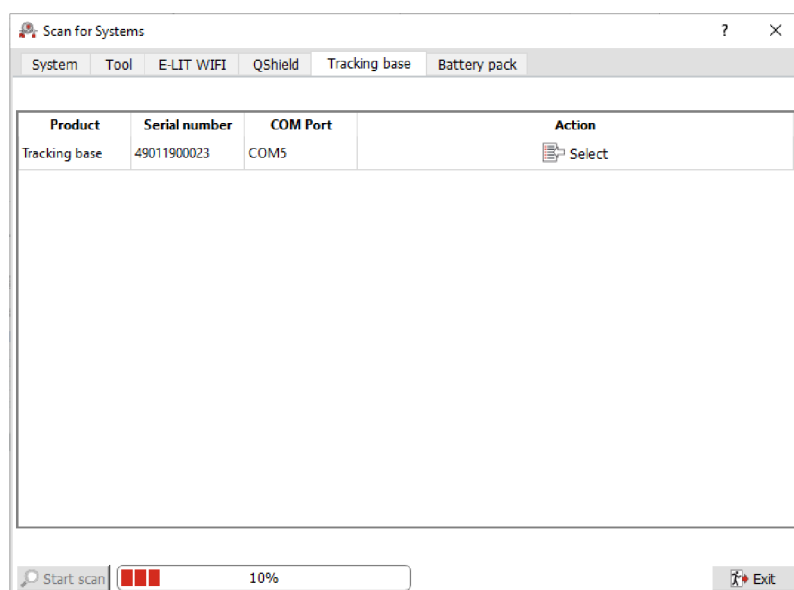 Scan for Systems ?
System Tool E-LIT WIFI QShield Tracking base Battery pack
Product Serial number COM Port Action
Tracking base 49011900023 COM5 Select
Start scan 10% Exit